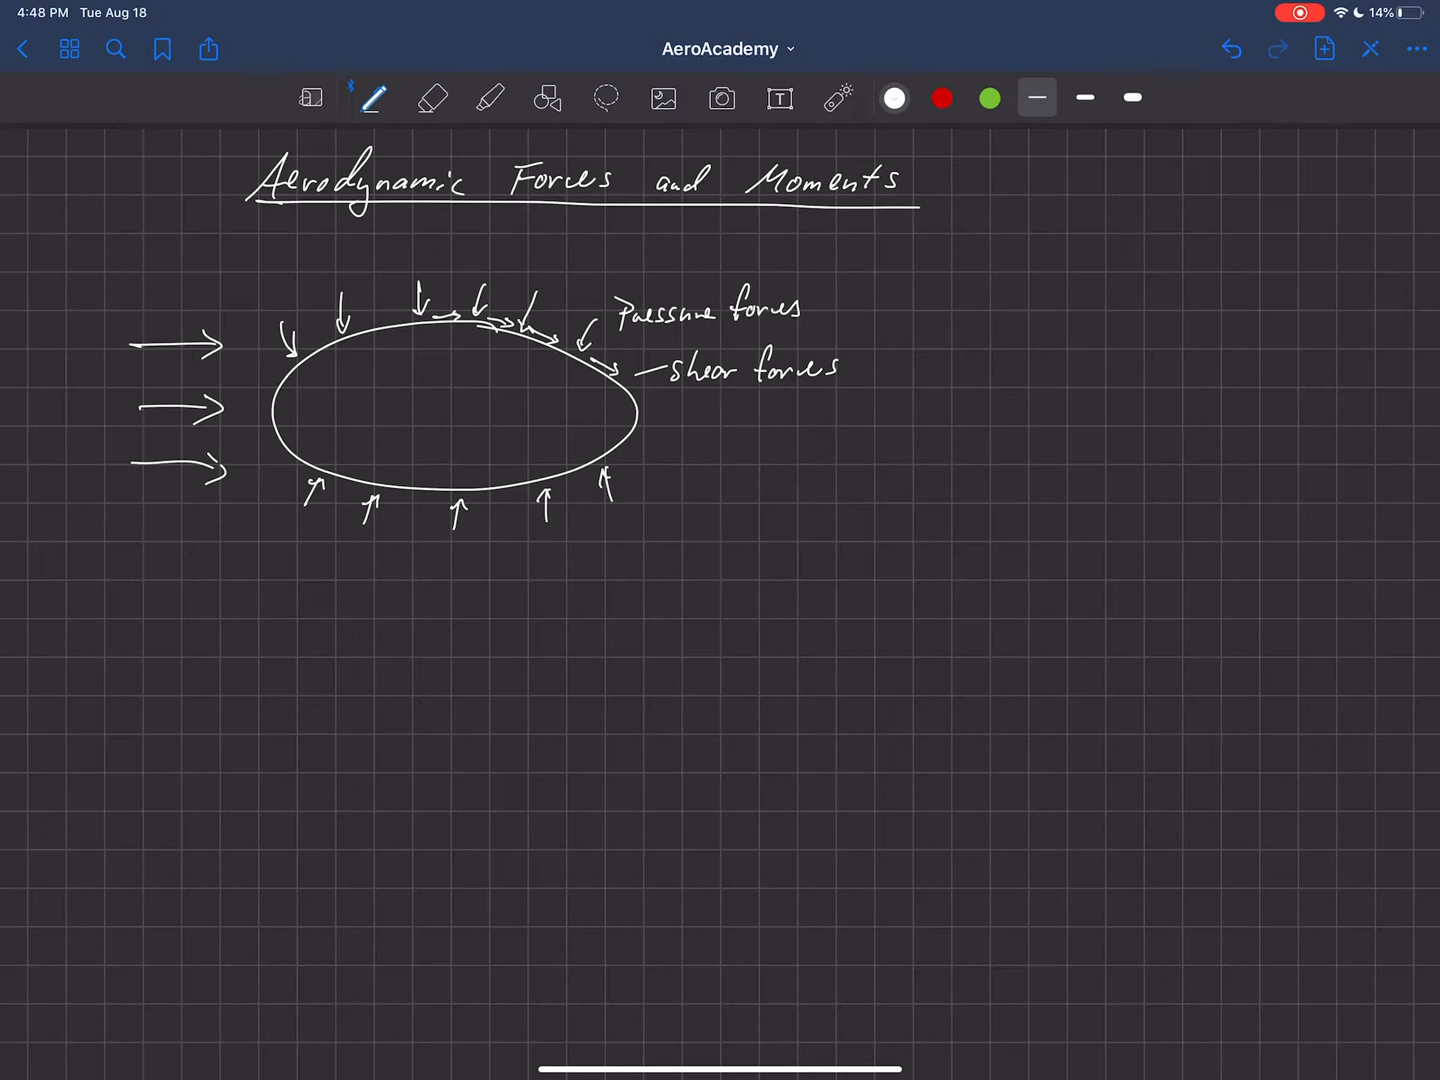 4:48 PM Tue Aug 18
14%
AeroAcademy
T
Aerodynamic Forces and Moments
Pressure forces
shear forces